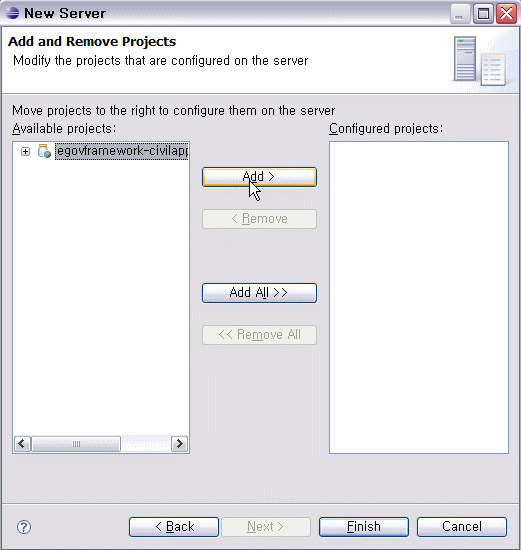 New Server
Add and Remove Projects
Modify the projects that are configured on the server
Move projects to the right to configure them on the server
Available projects:
Configured projects:
egovframework-civilapp
Add >
< Remove
Add All >>
<< Remove All
?
< Back
Next >
Finish
Cancel